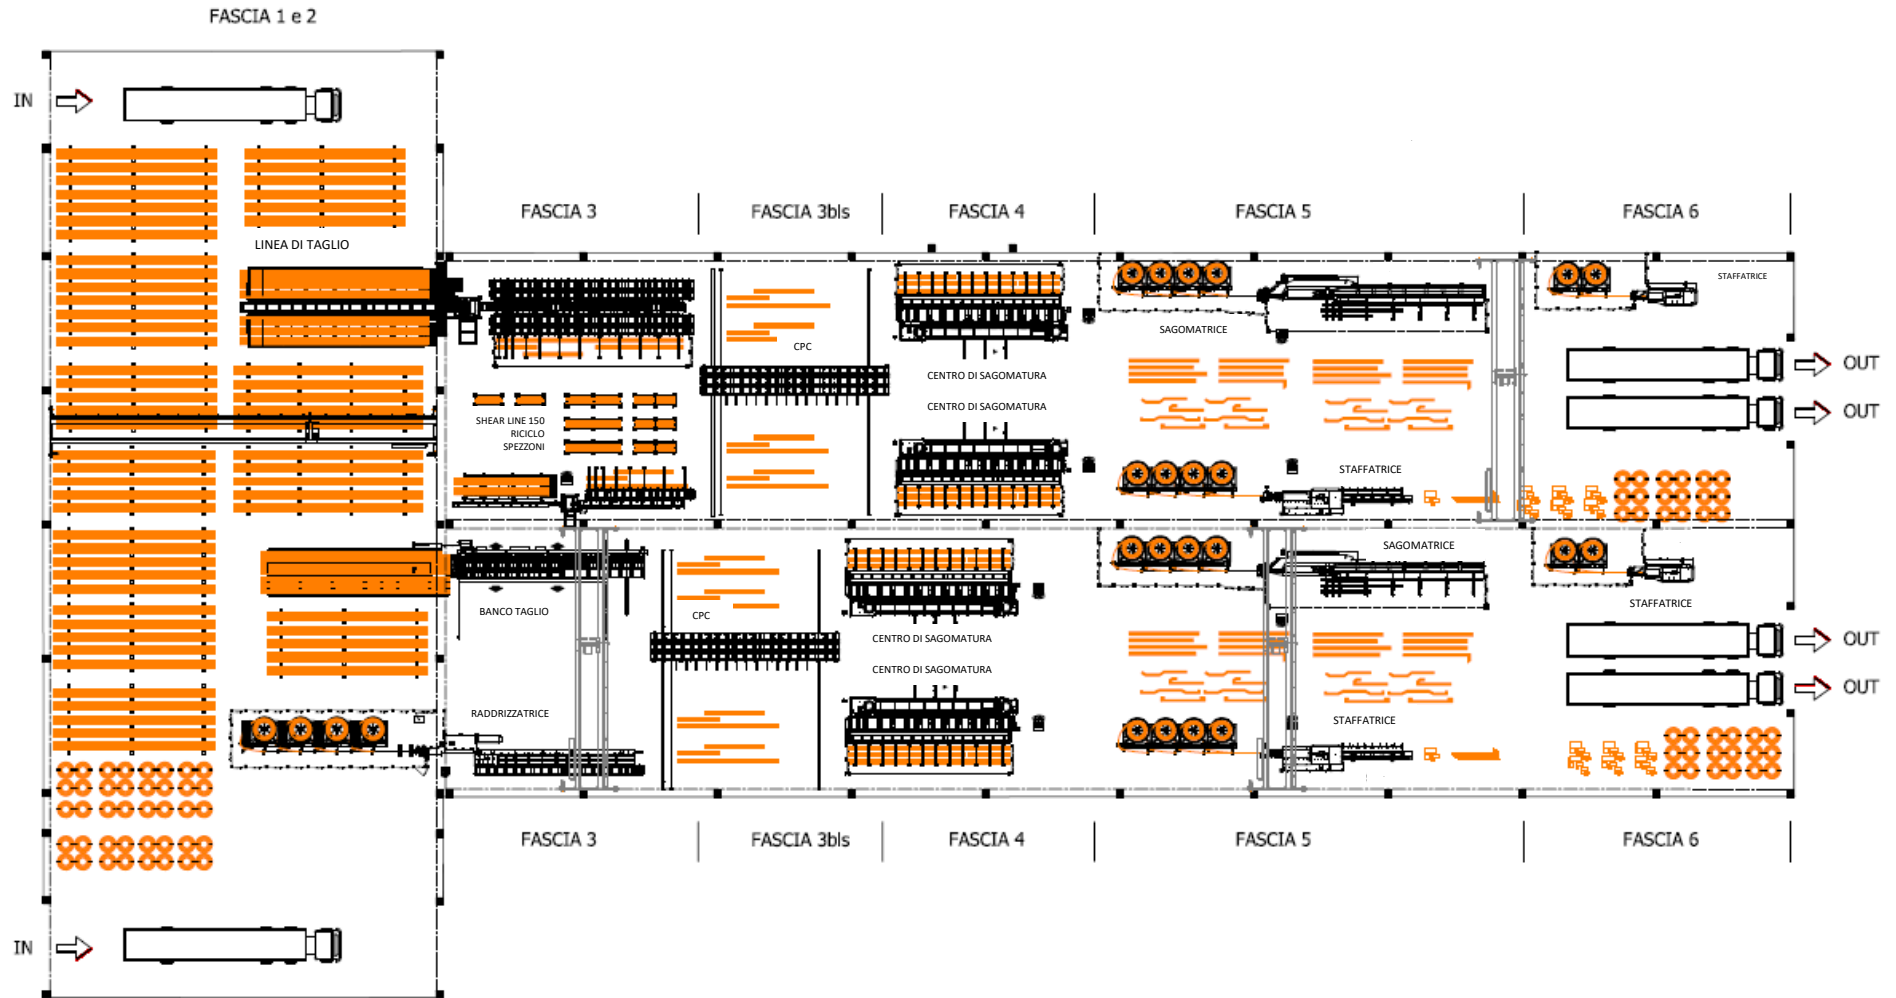 FASCIA 1 e 2
IN
FASCIA 3
FASCIA 3bls
FASCIA 4
FASCIA 5
FASCIA 6
LINEA DI TAGLIO
STAFFATRICE
SAGOMATRICE
CPC
OUT
CENTRO DI SAGOMATURA
CENTRO DI SAGOMATURA
OUT
SHEAR LINE 150
RICICLO
SPEZZONI
STAFFATRICE
SAGOMATRICE
BANCO TAGLIO
CPC
STAFFATRICE
CENTRO DI SAGOMATURA
OUT
CENTRO DI SAGOMATURA
OUT
RADDRIZZATRICE
STAFFATRICE
FASCIA 3
FASCIA 3bls
FASCIA 4
FASCIA 5
FASCIA 6
IN